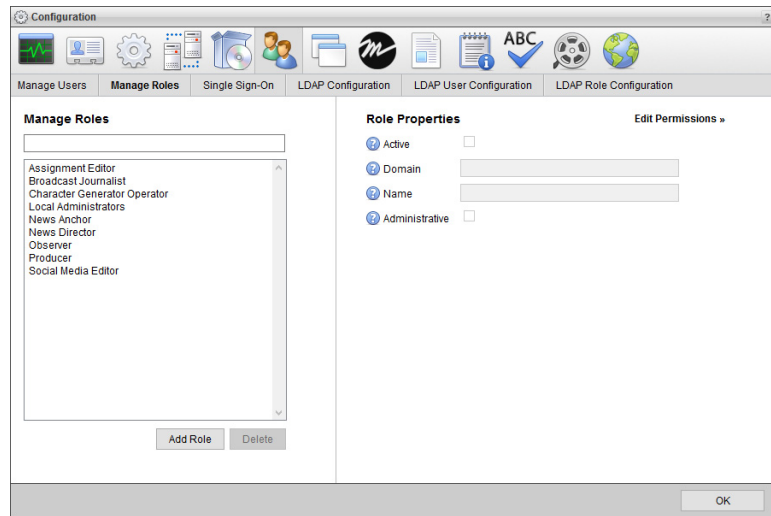 Configuration
?
ABC
Manage Users Manage Roles Single Sign-On LDAP Configuration LDAP User Configuration LDAP Role Configuration
Manage Roles
Assignment Editor
Broadcast Journalist
Character Generator Operator
Local Administrators
News Anchor
News Director
Observer
Producer
Social Media Editor
Add Role Delete
Role Properties Edit Permissions »
? Active
? Domain
? Name
? Administrative
OK